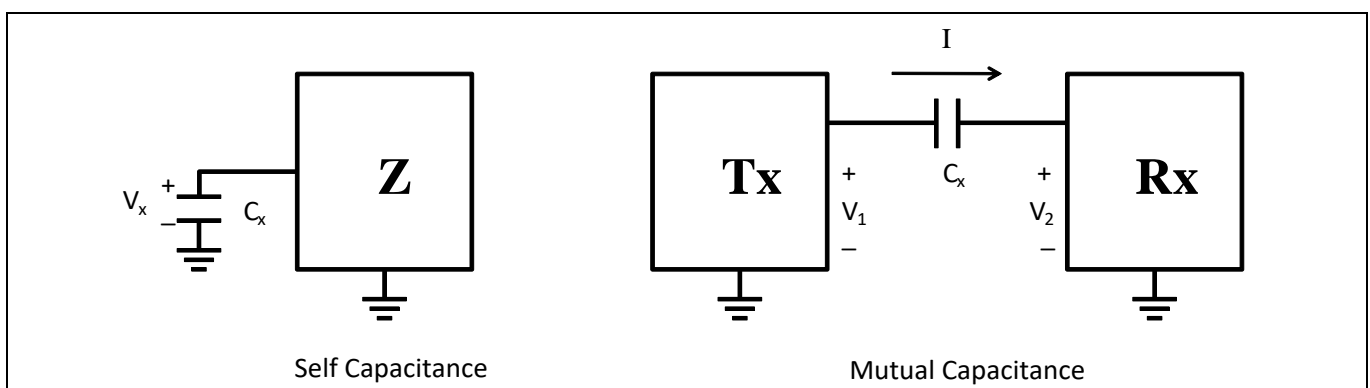 I
Z
Tx
Rx
+
Vₓ
–
Cₓ
+
V₁
–
Cₓ
+
V₂
–
Self Capacitance
Mutual Capacitance